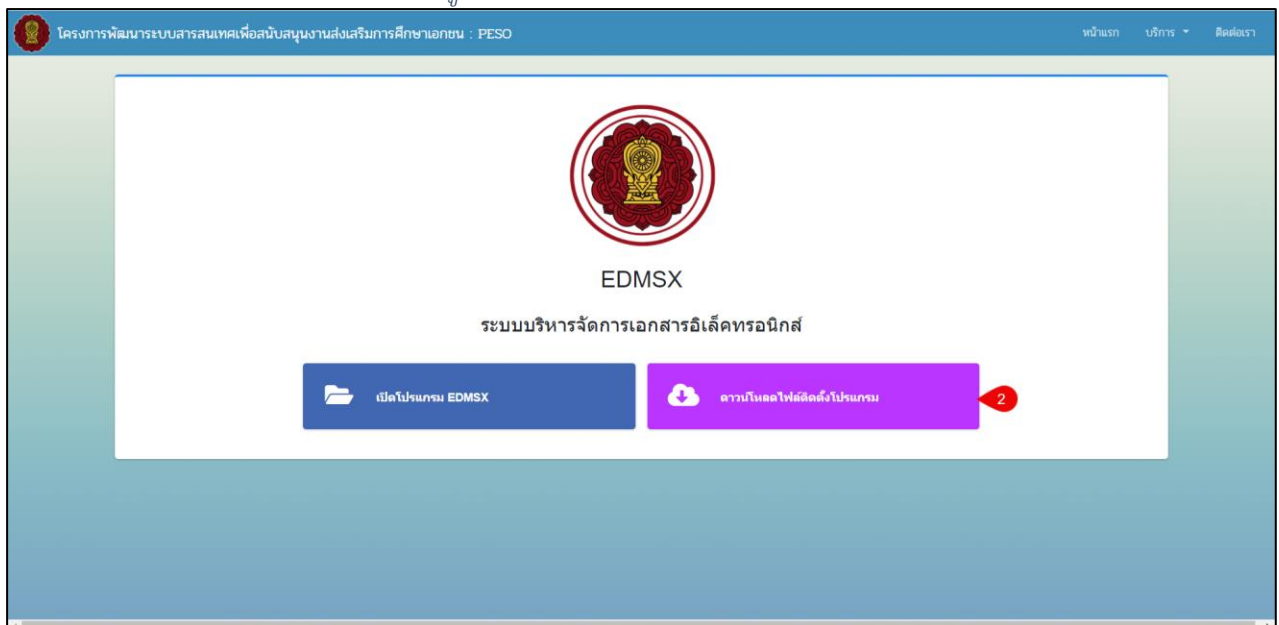 โครงการพัฒนาระบบสารสนเทศเพื่อสนับสนุนงานส่งเสริมการศึกษาเอกชน : PESO
หน้าแรก บริการ ติดต่อเรา
EDMSX
ระบบบริหารจัดการเอกสารอิเล็คทรอนิกส์
เปิดโปรแกรม EDMSX
ดาวน์โหลดไฟล์ติดตั้งโปรแกรม
2